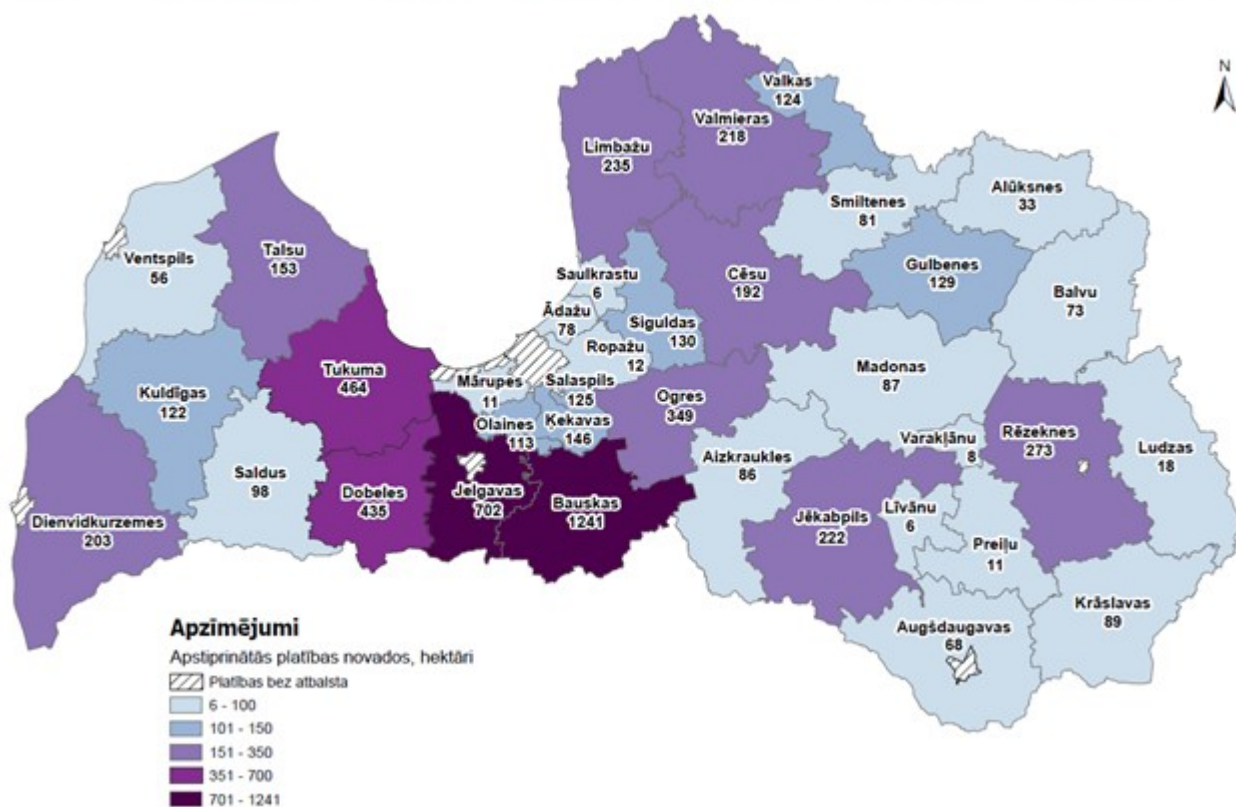 N
Valkas
124
Valmieras
218
Limbažu
235
Alūksnes
33
Smiltenes
81
Ventspils
56
Talsu
153
Saulkrastu
6
Cēsu
192
Gulbenes
129
Balvu
73
Ādažu
78
Siguldas
130
Ropažu
12
Tukuma
464
Mārupes
11
Salaspils
125
Madonas
87
Kuldīgas
122
Olaines
113
Ķekavas
146
Ogres
349
Varakļānu
8
Rēzeknes
273
Ludzas
18
Aizkraukles
86
Saldus
98
Dobeles
435
Jelgavas
702
Bauskas
1241
Līvānu
6
Jēkabpils
222
Dienvidkurzemes
203
Preiļu
11
Krāslavas
89
Augšdaugavas
68
Apzīmējumi
Apstiprinātās platības novados, hektāri
Platības bez atbalsta
6 - 100
101 - 150
151 - 350
351 - 700
701 - 1241